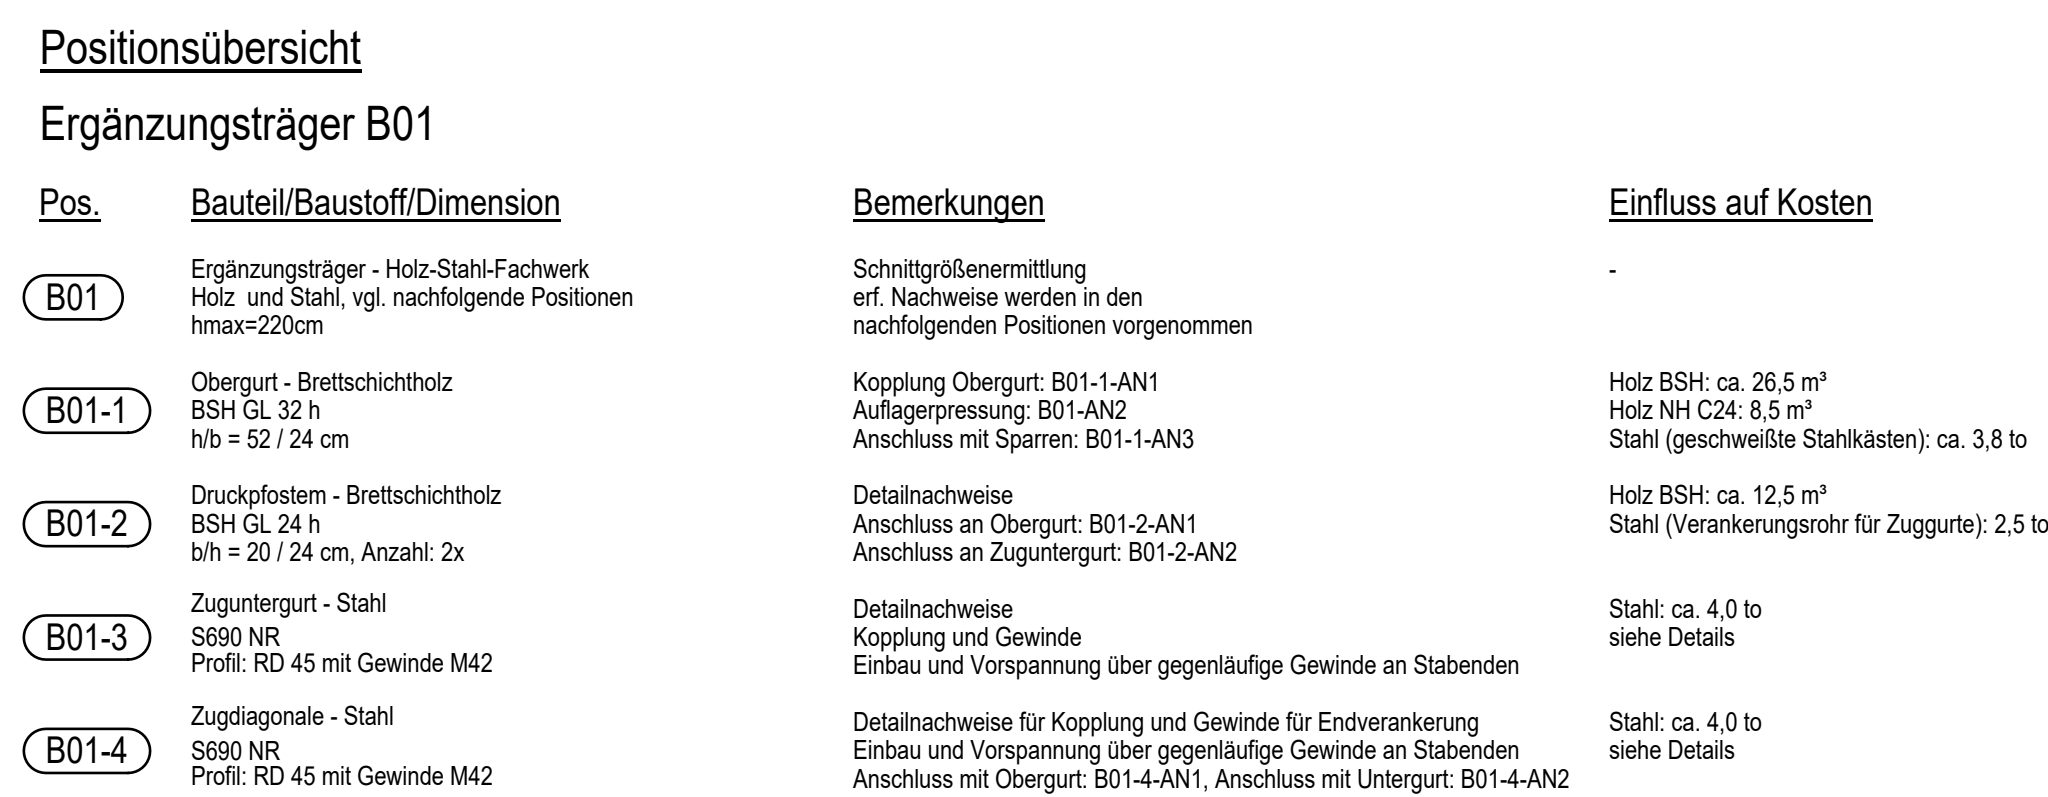 Positionsübersicht
Ergänzungsträger B01
Pos. Bauteil/Baustoff/Dimension Bemerkungen Einfluss auf Kosten
B01
Ergänzungsträger - Holz-Stahl-Fachwerk
Holz und Stahl, vgl. nachfolgende Positionen
hmax=220cm
Schnittgrößenermittlung
erf. Nachweise werden in den
nachfolgenden Positionen vorgenommen
-
B01-1
Obergurt - Brettschichtholz
BSH GL 32 h
h/b = 52 / 24 cm
Kopplung Obergurt: B01-1-AN1
Auflagerpressung: B01-AN2
Anschluss mit Sparren: B01-1-AN3
Holz BSH: ca. 26,5 m³
Holz NH C24: 8,5 m³
Stahl (geschweißte Stahlkästen): ca. 3,8 to
B01-2
Druckpfostem - Brettschichtholz
BSH GL 24 h
b/h = 20 / 24 cm, Anzahl: 2x
Detailnachweise
Anschluss an Obergurt: B01-2-AN1
Anschluss an Zuguntergurt: B01-2-AN2
Holz BSH: ca. 12,5 m³
Stahl (Verankerungsrohr für Zuggurte): 2,5 to
B01-3
Zuguntergurt - Stahl
S690 NR
Profil: RD 45 mit Gewinde M42
Detailnachweise
Kopplung und Gewinde
Einbau und Vorspannung über gegenläufige Gewinde an Stabenden
Stahl: ca. 4,0 to
siehe Details
B01-4
Zugdiagonale - Stahl
S690 NR
Profil: RD 45 mit Gewinde M42
Detailnachweise für Kopplung und Gewinde für Endverankerung
Einbau und Vorspannung über gegenläufige Gewinde an Stabenden
Anschluss mit Obergurt: B01-4-AN1, Anschluss mit Untergurt: B01-4-AN2
Stahl: ca. 4,0 to
siehe Details